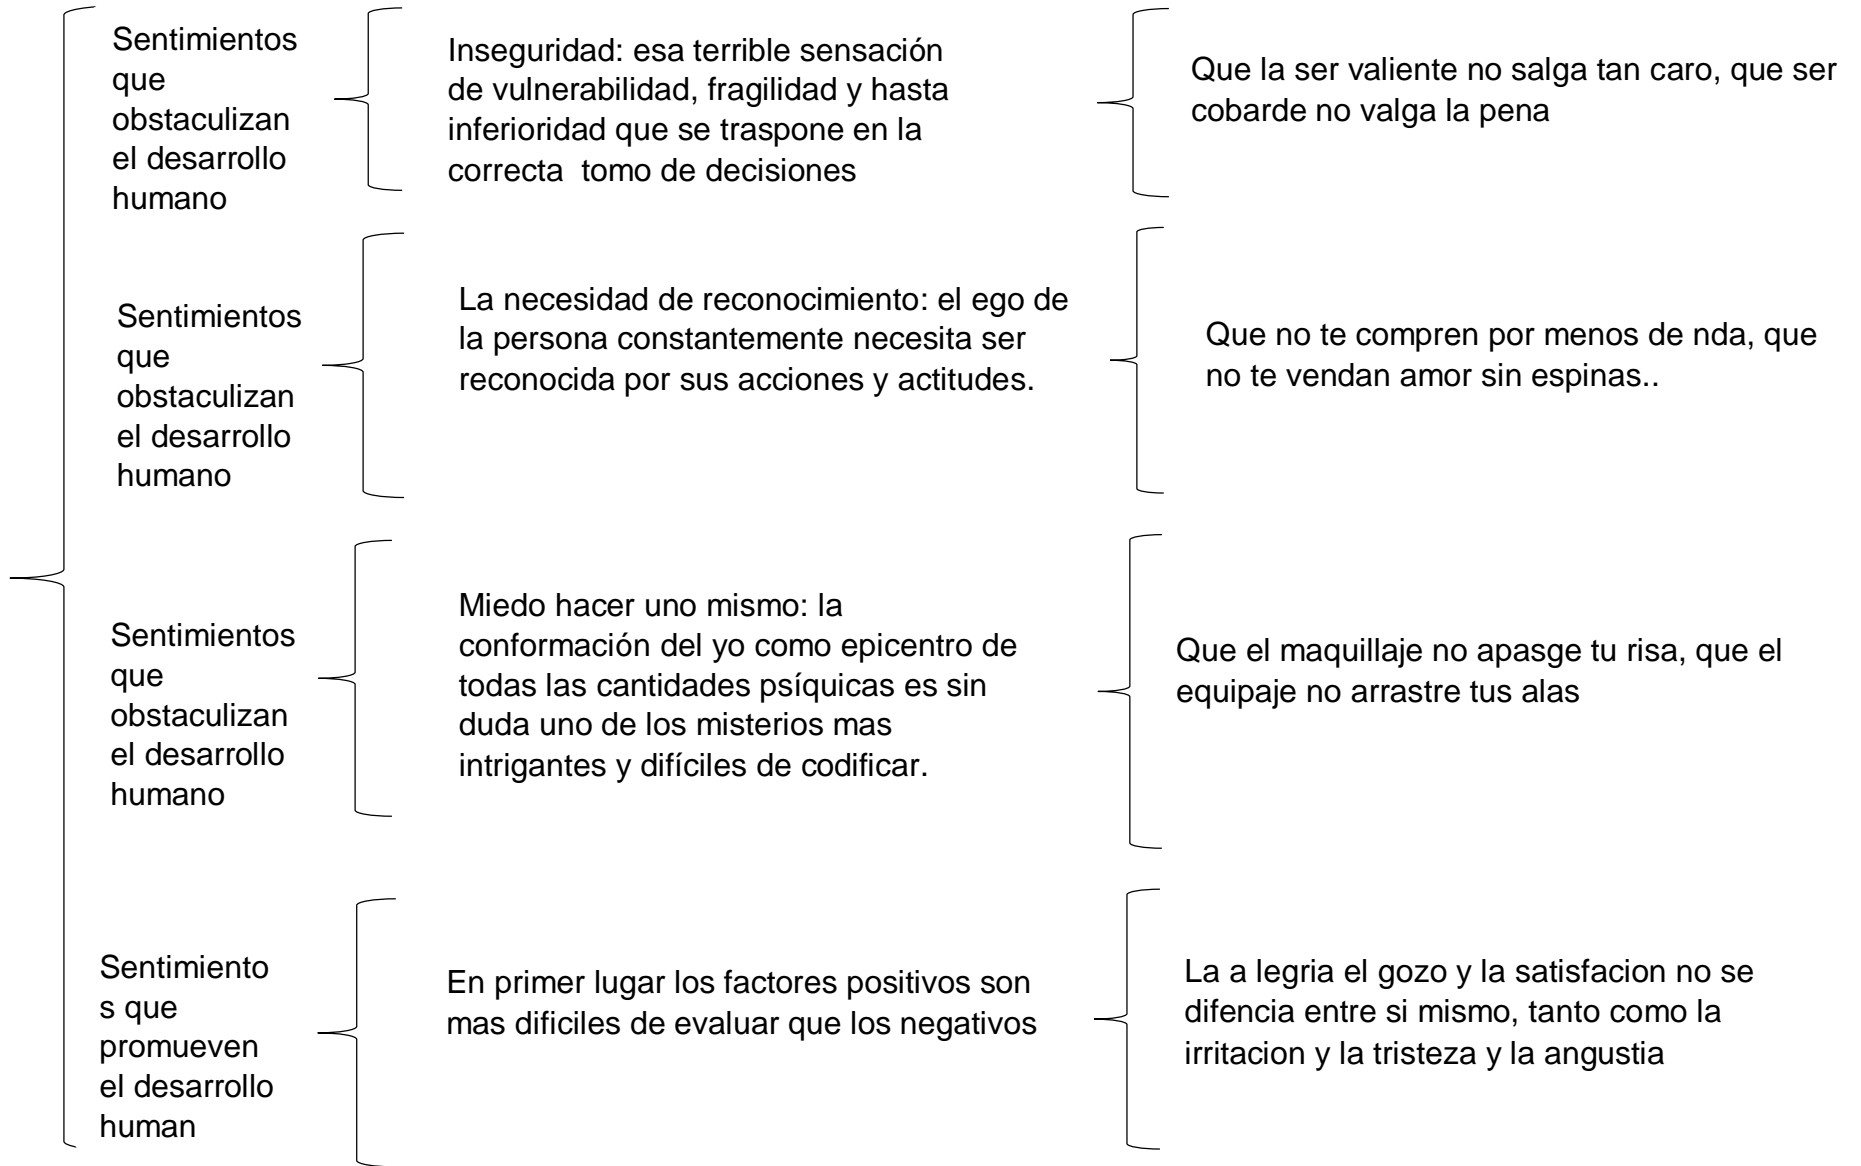 Sentimientos
que
obstaculizan
el desarrollo
humano
Inseguridad: esa terrible sensación
de vulnerabilidad, fragilidad y hasta
inferioridad que se traspone en la
correcta  tomo de decisiones
Que la ser valiente no salga tan caro, que ser
cobarde no valga la pena
Sentimientos
que
obstaculizan
el desarrollo
humano
La necesidad de reconocimiento: el ego de
la persona constantemente necesita ser
reconocida por sus acciones y actitudes.
Que no te compren por menos de nda, que
no te vendan amor sin espinas..
Sentimientos
que
obstaculizan
el desarrollo
humano
Miedo hacer uno mismo: la
conformación del yo como epicentro de
todas las cantidades psíquicas es sin
duda uno de los misterios mas
intrigantes y difíciles de codificar.
Que el maquillaje no apasge tu risa, que el
equipaje no arrastre tus alas
Sentimiento
s que
promueven
el desarrollo
human
En primer lugar los factores positivos son
mas dificiles de evaluar que los negativos
La a legria el gozo y la satisfacion no se
difencia entre si mismo, tanto como la
irritacion y la tristeza y la angustia